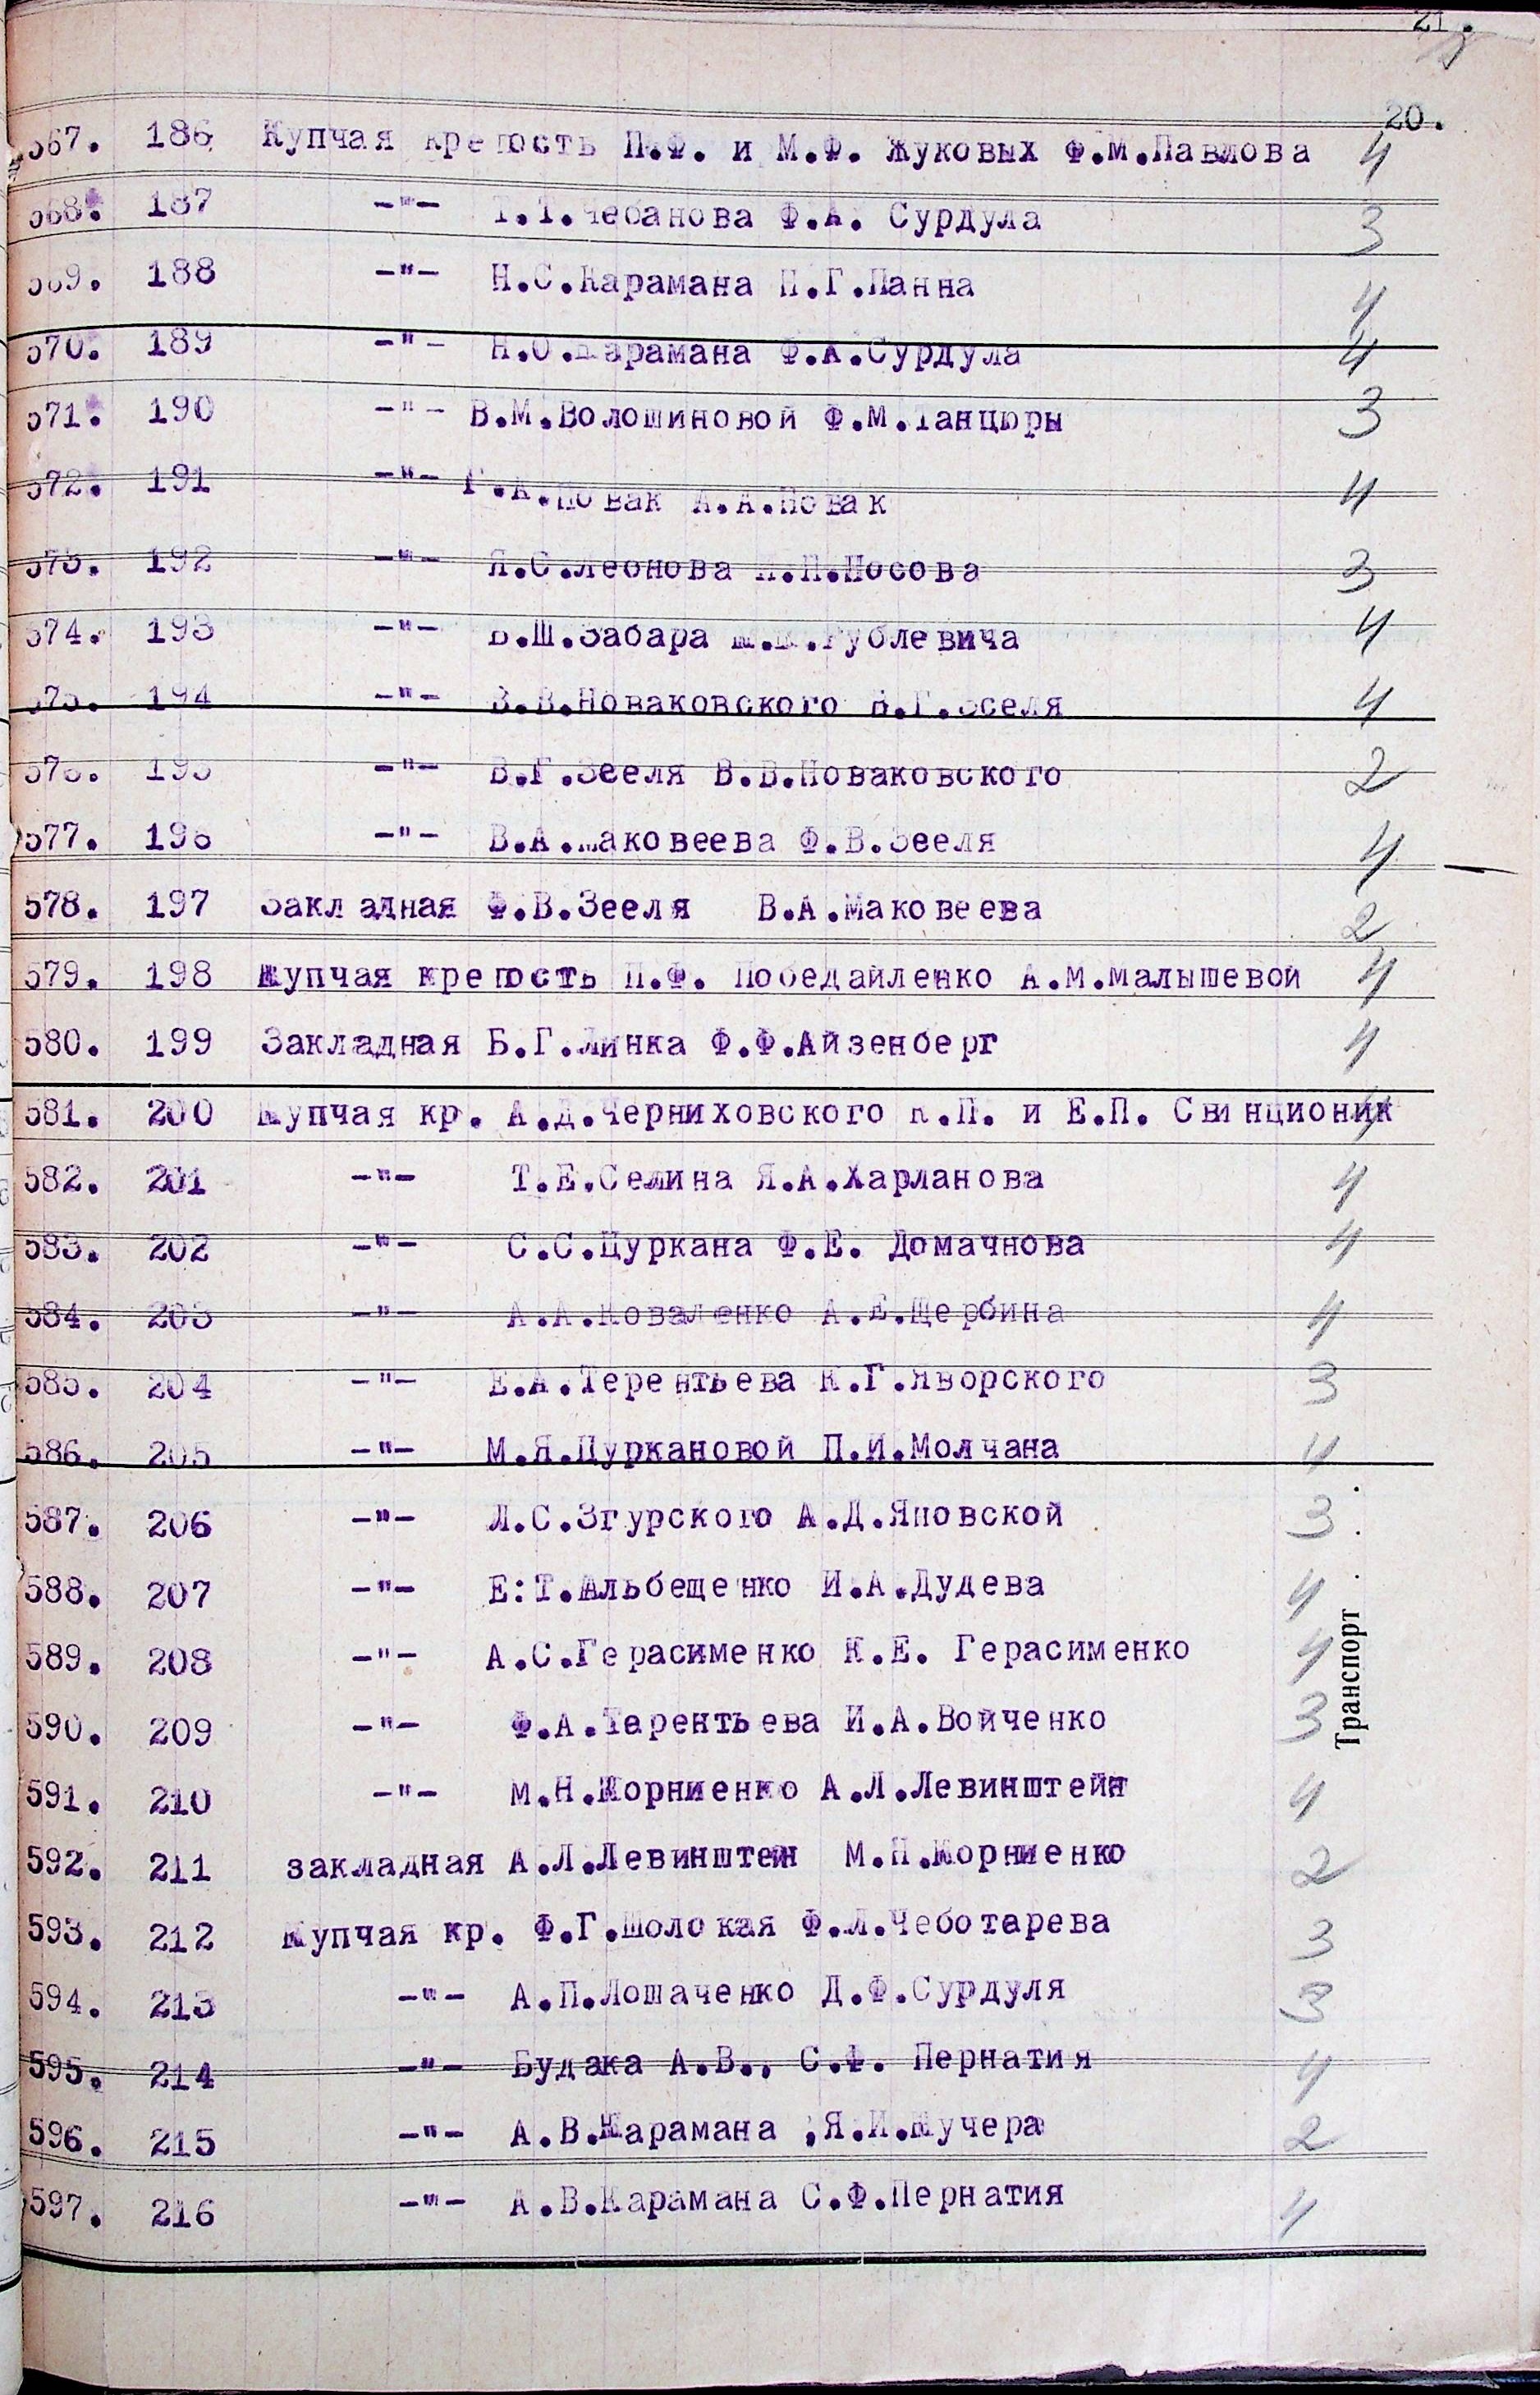 21.
20.
567. 186 Купчая крепость П.Ф. и М.Ф. Жуковых Ф.М.Павлова 4
568. 187 -"- Т.Т.Чебанова Ф.А. Сурдула 3
569. 188 -"- Н.С.Карамана П.Г.Панна 4
570. 189 -"- Н.С.Карамана Ф.А.Сурдула 4
571. 190 -"- В.М.Волошиновой Ф.М.Танцюры 3
572. 191 -"- Г.А.Новак А.А.Новак 4
573. 192 -"- Я.С.Леонова П.Носова 3
574. 193 -"- Ш.Забара Рублевича 4
575. 194 -"- В.В.Новаковского В.Г.Зееля 4
576. 195 -"- В.Г.Зееля В.В.Новаковского 2
577. 196 -"- В.А.Маковеева Ф.В.Зееля 4
578. 197 Закладная Ф.В.Зееля В.А.Маковеева 2
579. 198 Купчая крепость П.Ф. Победайленко А.М.Малышевой 4
580. 199 Закладная Б.Г.Линка Ф.Ф.Айзенберг 4
581. 200 Купчая кр. А.Д.Черниховского К.П. и Е.П. Свинционик 4
582. 201 -"- Т.Е.Селина Я.А.Харланова 4
583. 202 -"- С.С.Цуркана Ф.Е. Домачнова 4
584. 203 -"- А.А.Коваленко А.Е.Щербина 4
585. 204 -"- Е.А.Терентьева К.Г.Яворского 3
586. 205 -"- М.Я.Цуркановой П.И.Молчана 4
587. 206 -"- Л.С.Згурского А.Д.Яновской 3
588. 207 -"- Е:Т.Альбещенко И.А.Дудева 4
589. 208 -"- А.С.Герасименко К.Е. Герасименко 4
590. 209 -"- Ф.А.Терентьева И.А.Войченко 3
591. 210 -"- М.Н.Корниенко А.Л.Левинштейн 4
592. 211 закладная А.Л.Левинштейн М.Н.Корниенко 2
593. 212 Купчая кр. Ф.Г.Шолокая Ф.Л.Чеботарева 3
594. 213 -"- А.П.Лошаченко Д.Ф.Сурдуля 3
595. 214 -"- Будака А.В., С.Ф. Пернатия 4
596. 215 -"- А.В.Карамана ;Я.И.Кучера 2
597. 216 -"- А.В.Карамана С.Ф.Пернатия 4
Транспорт . . .